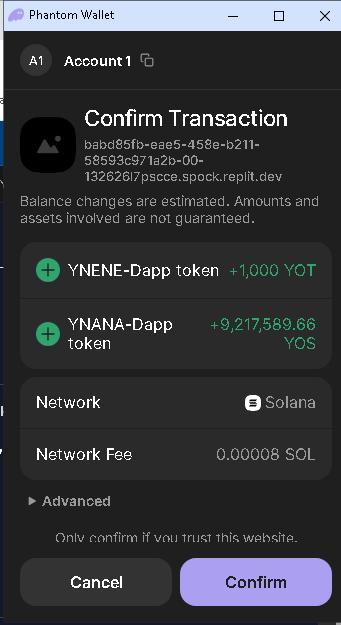 Phantom Wallet
A1 Account 1
Confirm Transaction
babd85fb-eae5-458e-b211-
58593c971a2b-00-
132626l7pscce.spock.replit.dev
Balance changes are estimated. Amounts and
assets involved are not guaranteed.
YNENE-Dapp token +1,000 YOT
YNANA-Dapp
token
+9,217,589.66
YOS
Network Solana
Network Fee 0.00008 SOL
Advanced
Only confirm if you trust this website.
Cancel Confirm